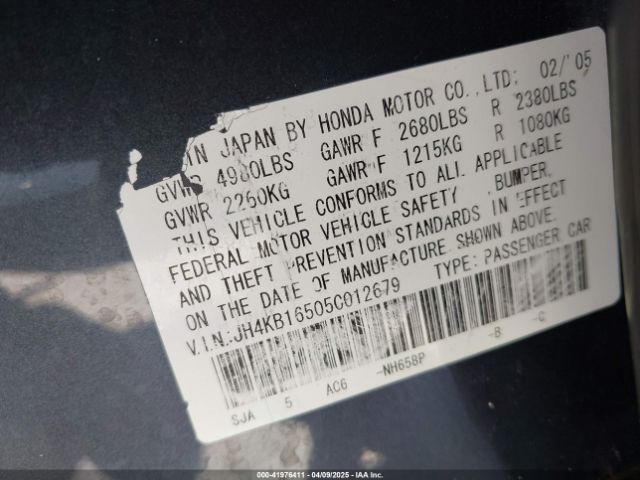 IN JAPAN BY HONDA MOTOR CO.,LTD: 02/'05
GVWR 4980LBS GAWR F 2680LBS R 2380LBS
GVWR 2260KG GAWR F 1215KG R 1080KG
THIS VEHICLE CONFORMS TO ALL APPLICABLE
FEDERAL MOTOR VEHICLE SAFETY, BUMPER,
AND THEFT PREVENTION STANDARDS IN EFFECT
ON THE DATE OF MANUFACTURE SHOWN ABOVE.
V.I.N.:JH4KB16505C012679 TYPE: PASSENGER CAR
SJA 5 AC6 -NH658P -B -C
000-41976411 - 04/09/2025 - IAA Inc.